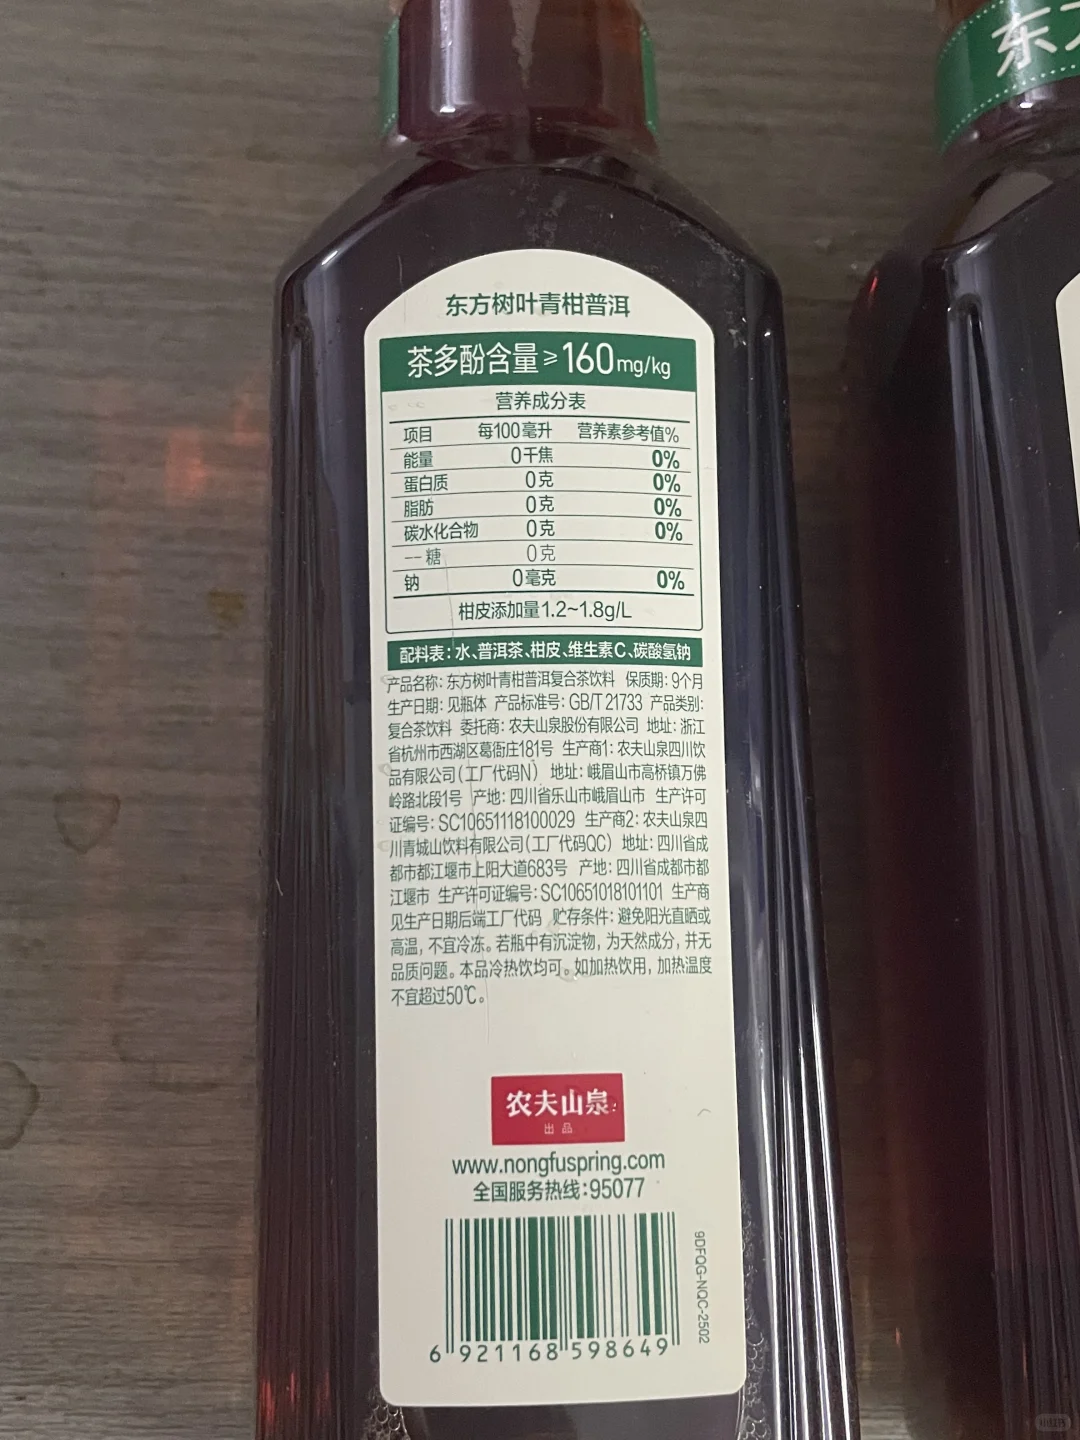 东方
东方树叶青柑普洱
茶多酚含量≥160mg/kg
营养成分表
项目 每100毫升 营养素参考值%
能量 0千焦 0%
蛋白质 0克 0%
脂肪 0克 0%
碳水化合物 0克 0%
--糖 0克
钠 0毫克 0%
柑皮添加量1.2~1.8g/L
配料表:水、普洱茶、柑皮、维生素C、碳酸氢钠
产品名称:东方树叶青柑普洱复合茶饮料 保质期:9个月
生产日期:见瓶体 产品标准号:GB/T 21733 产品类别:
复合茶饮料 委托商:农夫山泉股份有限公司 地址:浙江
省杭州市西湖区葛衙庄181号 生产商1:农夫山泉四川饮
品有限公司(工厂代码N) 地址:峨眉山市高桥镇万佛
岭路北段1号 产地:四川省乐山市峨眉山市 生产许可
证编号:SC10651118100029 生产商2:农夫山泉四
川青城山饮料有限公司(工厂代码QC) 地址:四川省成
都市都江堰市上阳大道683号 产地:四川省成都市都
江堰市 生产许可证编号:SC10651018101101 生产商
见生产日期后端工厂代码 贮存条件:避免阳光直晒或
高温,不宜冷冻。若瓶中有沉淀物,为天然成分,并无
品质问题。本品冷热饮均可。如加热饮用,加热温度
不宜超过50℃。
农夫山泉
出品
www.nongfuspring.com
全国服务热线:95077
9DFQG-NQC-2502
6 921168 598649
小红书